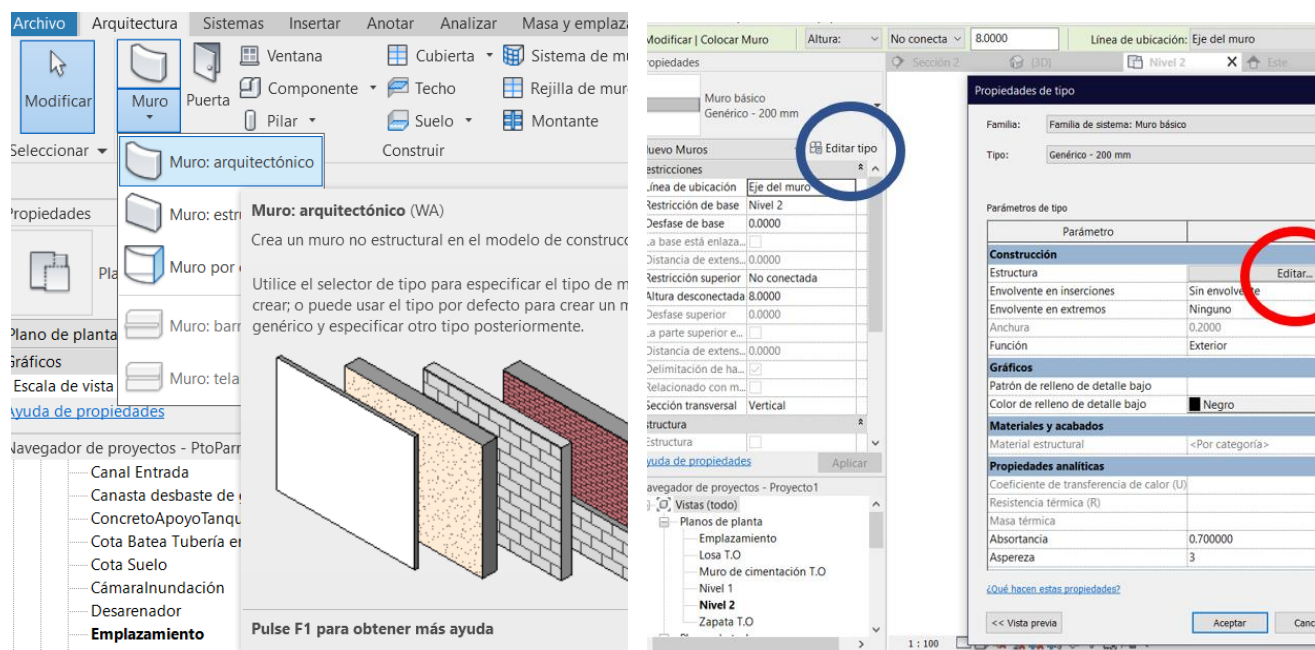 Archivo Arquitectura Sistemas Insertar Anotar Analizar Masa y emplaza
Modificar
Muro
Puerta
Ventana
Componente
Pilar
Cubierta
Techo
Suelo
Sistema de m
Rejilla de mur
Montante
Seleccionar
Construir
Muro: arquitectónico
Muro: estr
Muro por
Muro: barr
Muro: tela
Propiedades
Pla
Plano de planta
Gráficos
Escala de vista
Ayuda de propiedades
Muro: arquitectónico (WA)
Crea un muro no estructural en el modelo de construcc
Utilice el selector de tipo para especificar el tipo de m
crear; o puede usar el tipo por defecto para crear un m
genérico y especificar otro tipo posteriormente.
Pulse F1 para obtener más ayuda
Navegador de proyectos - PtoParr
Canal Entrada
Canasta desbaste de
ConcretoApoyoTanqu
Cota Batea Tubería en
Cota Suelo
CámaraInundación
Desarenador
Emplazamiento
Modificar | Colocar Muro Altura: No conecta 8.0000 Línea de ubicación: Eje del muro
ropiedades
Sección 2 {3D} Nivel 2 Este
Muro básico
Genérico - 200 mm
Nuevo Muros Editar tipo
estricciones
Línea de ubicación Eje del muro
Restricción de base Nivel 2
Desfase de base 0.0000
La base está enlaza...
Distancia de extens... 0.0000
Restricción superior No conectada
Altura desconectada 8.0000
Desfase superior 0.0000
La parte superior e...
Distancia de extens... 0.0000
Delimitación de ha...
Relacionado con m...
Sección transversal Vertical
structura
Estructura
yuda de propiedades Aplicar
avegador de proyectos - Proyecto1
Vistas (todo)
Planos de planta
Emplazamiento
Losa T.O
Muro de cimentación T.O
Nivel 1
Nivel 2
Zapata T.O
1 : 100
Propiedades de tipo
Familia: Familia de sistema: Muro básico
Tipo: Genérico - 200 mm
Parámetros de tipo
Parámetro
Construcción
Estructura Editar...
Envolvente en inserciones Sin envolvente
Envolvente en extremos Ninguno
Anchura 0.2000
Función Exterior
Gráficos
Patrón de relleno de detalle bajo
Color de relleno de detalle bajo Negro
Materiales y acabados
Material estructural <Por categoría>
Propiedades analíticas
Coeficiente de transferencia de calor (U)
Resistencia térmica (R)
Masa térmica
Absortancia 0.700000
Aspereza 3
¿Qué hacen estas propiedades?
<< Vista previa Aceptar Canc